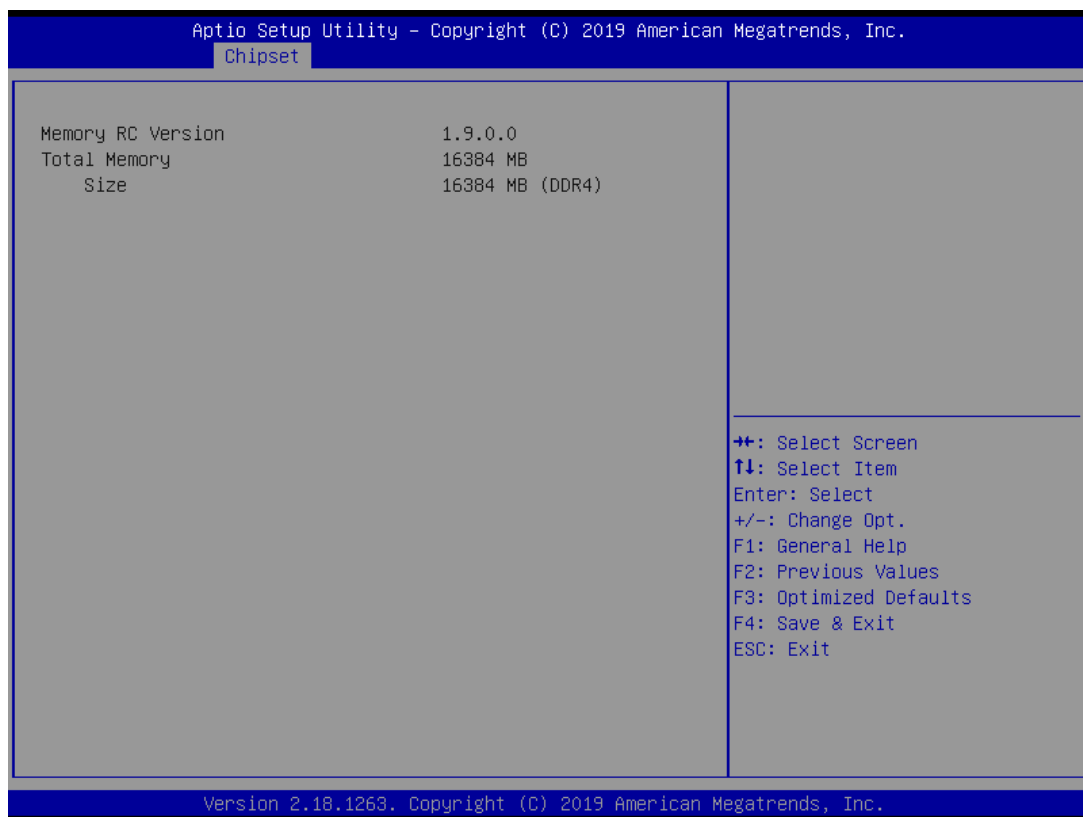 Aptio Setup Utility – Copyright (C) 2019 American Megatrends, Inc.
Chipset
Memory RC Version 1.9.0.0
Total Memory 16384 MB
Size 16384 MB (DDR4)
→←: Select Screen
↑↓: Select Item
Enter: Select
+/-: Change Opt.
F1: General Help
F2: Previous Values
F3: Optimized Defaults
F4: Save & Exit
ESC: Exit
Version 2.18.1263. Copyright (C) 2019 American Megatrends, Inc.